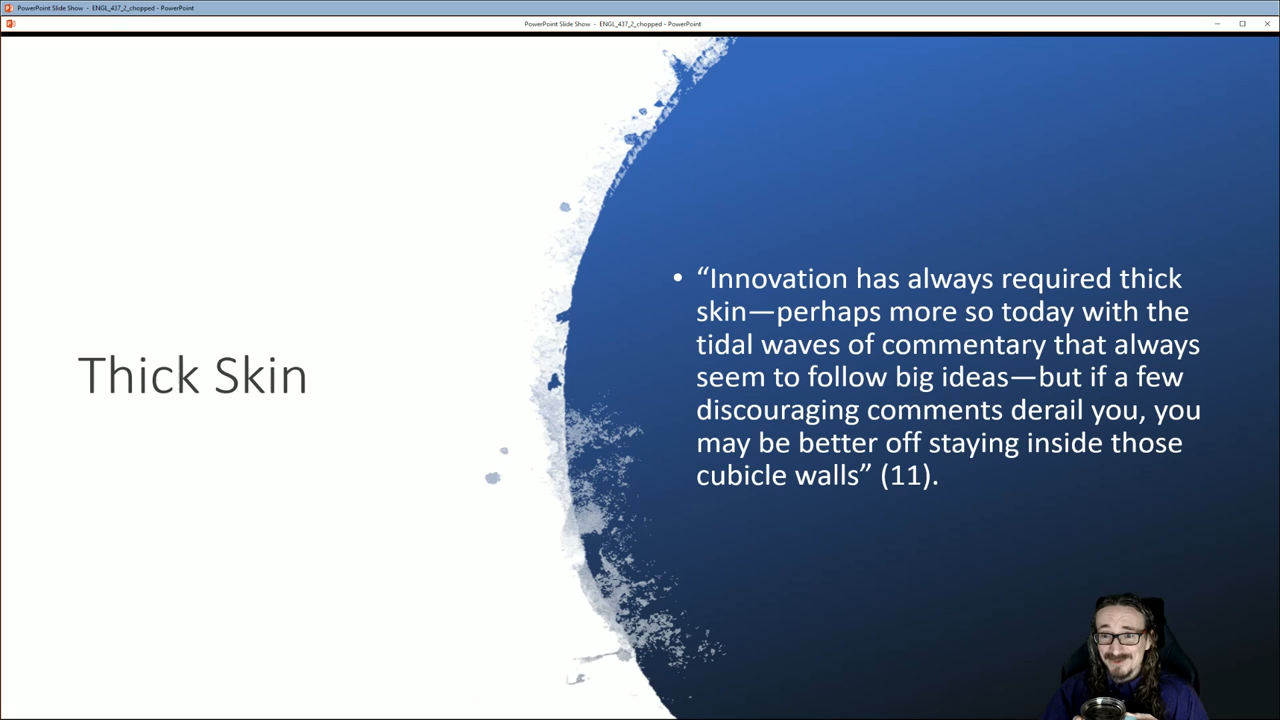 PowerPoint Slide Show - ENGL_437_2_chopped - PowerPoint
PowerPoint Slide Show - ENGL_437_2_chopped - PowerPoint
Thick Skin
• “Innovation has always required thick
skin—perhaps more so today with the
tidal waves of commentary that always
seem to follow big ideas—but if a few
discouraging comments derail you, you
may be better off staying inside those
cubicle walls” (11).